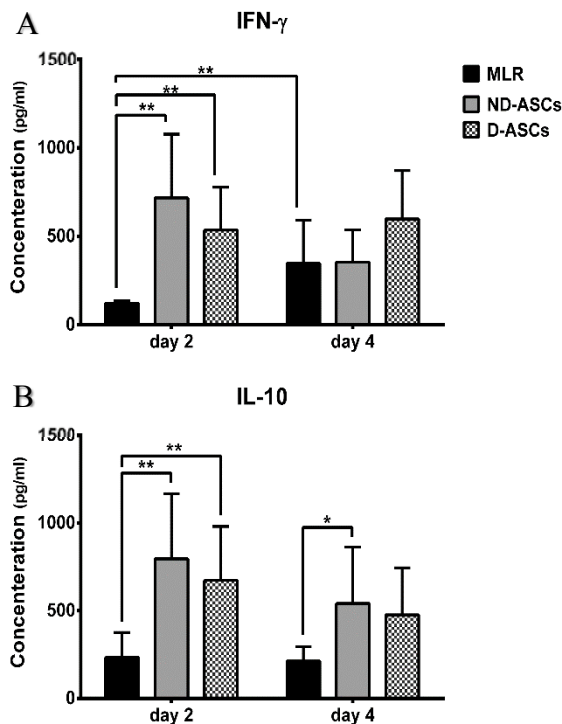 A
IFN-γ
1500
1000
500
0
Concenteration (pg/ml)
**
**
**
MLR
ND-ASCs
D-ASCs
day 2
day 4
B
IL-10
1500
1000
500
0
Concenteration (pg/ml)
**
**
*
day 2
day 4